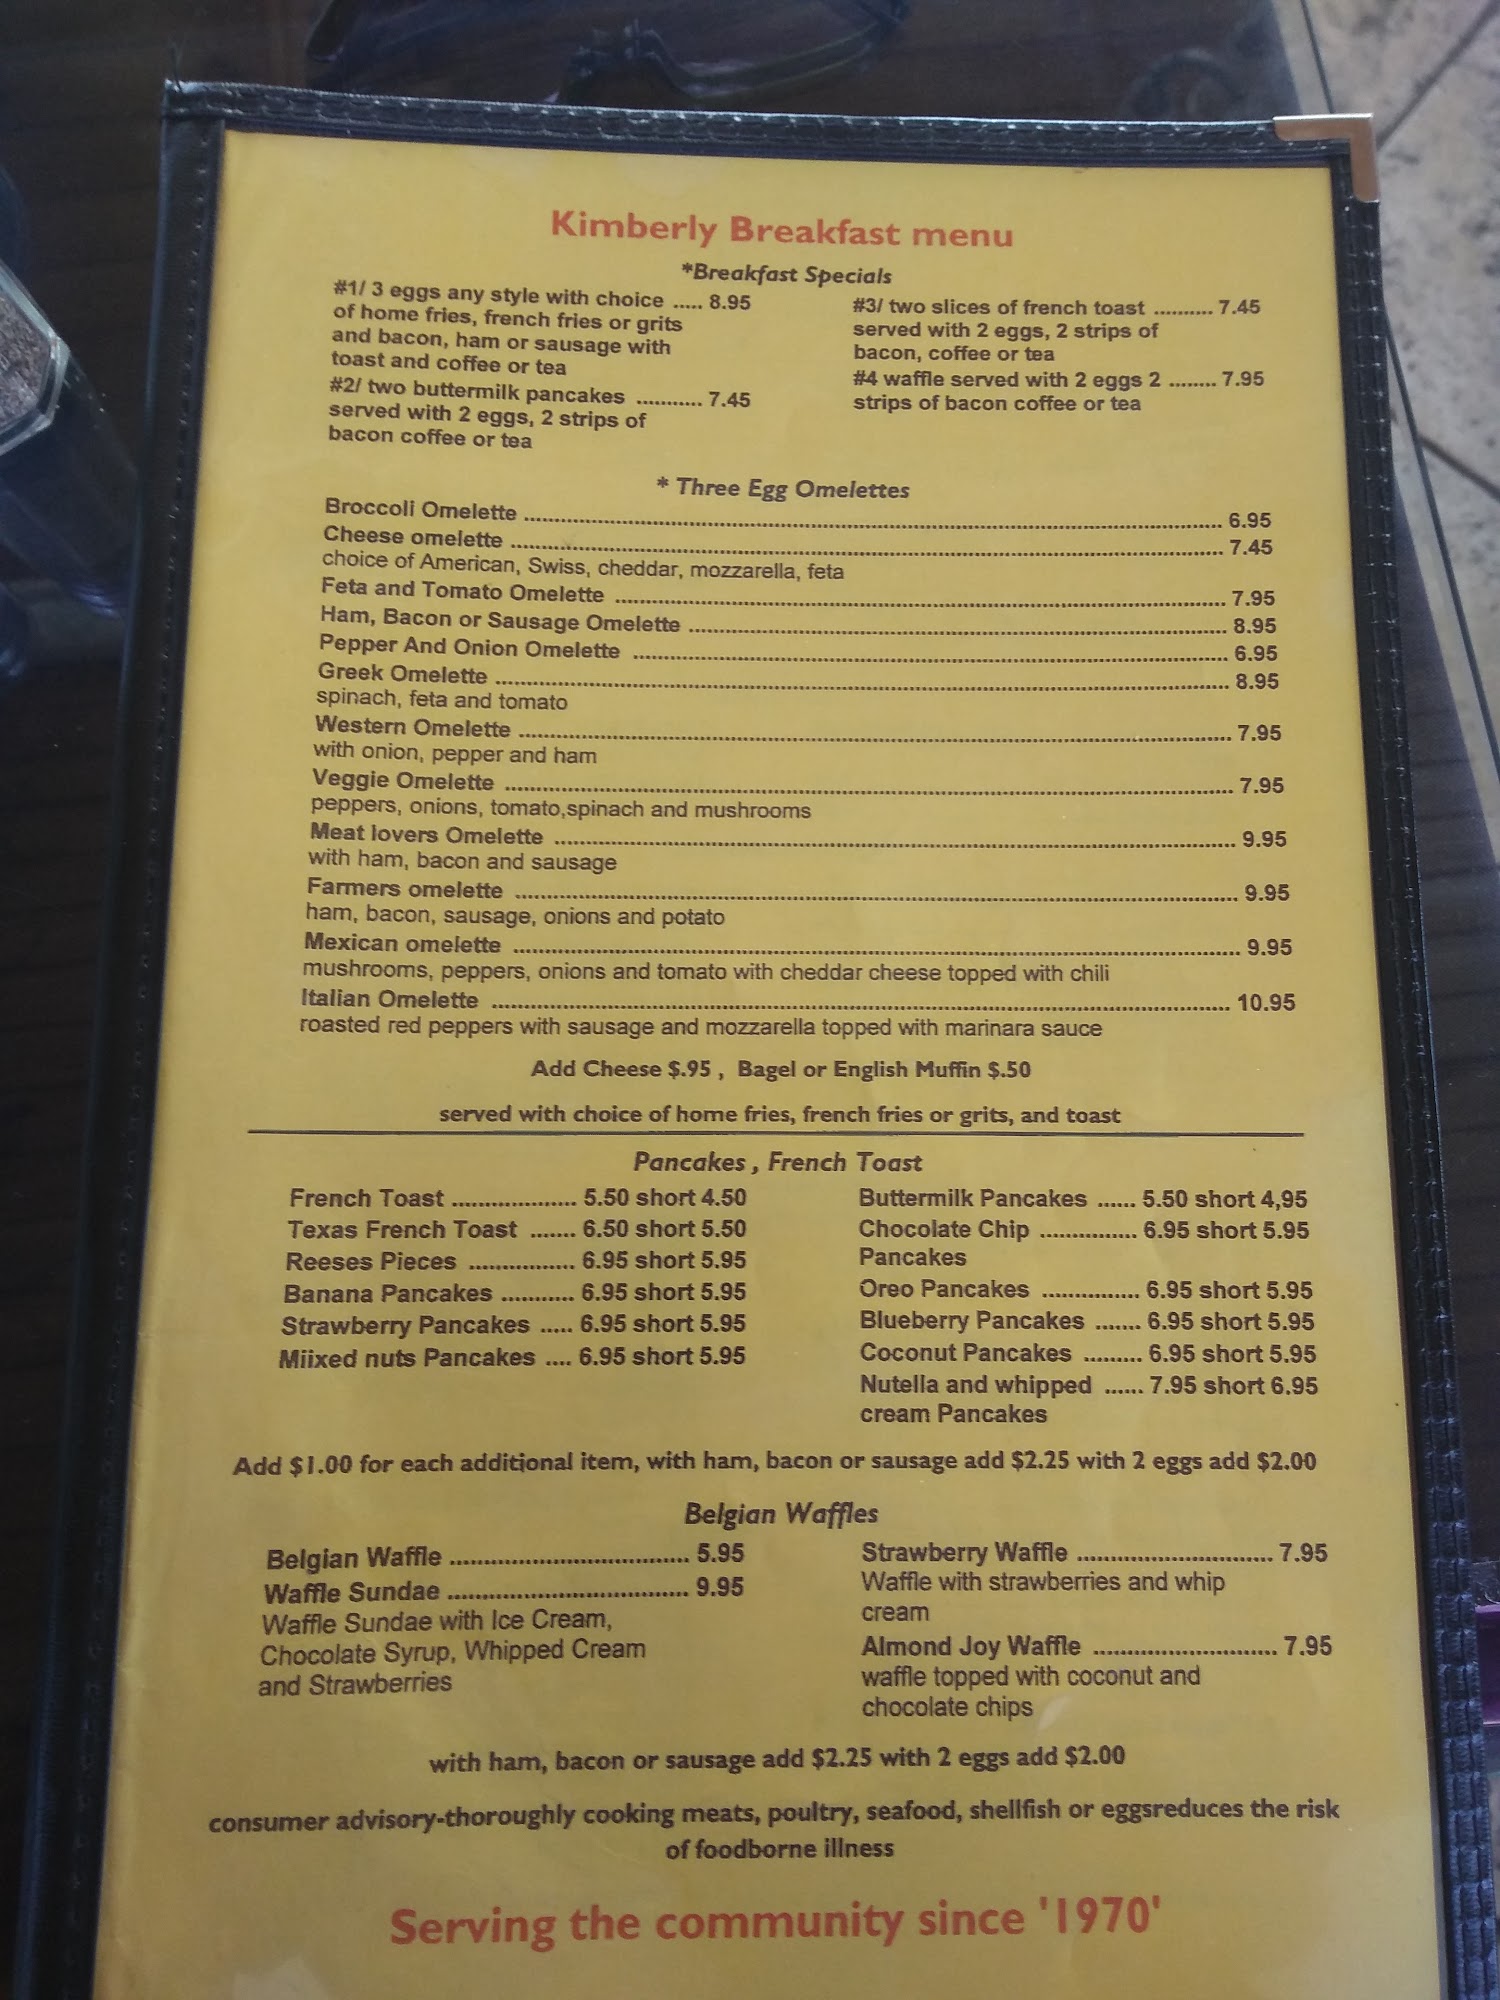 Kimberly Breakfast menu
*Breakfast Specials
#1/ 3 eggs any style with choice ..... 8.95
of home fries, french fries or grits
and bacon, ham or sausage with
toast and coffee or tea
#2/ two buttermilk pancakes ........... 7.45
served with 2 eggs, 2 strips of
bacon coffee or tea
#3/ two slices of french toast .......... 7.45
served with 2 eggs, 2 strips of
bacon, coffee or tea
#4 waffle served with 2 eggs 2 ........ 7.95
strips of bacon coffee or tea
* Three Egg Omelettes
Broccoli Omelette ........ 6.95
Cheese omelette ........ 7.45
choice of American, Swiss, cheddar, mozzarella, feta
Feta and Tomato Omelette ........ 7.95
Ham, Bacon or Sausage Omelette ........ 8.95
Pepper And Onion Omelette ........ 6.95
Greek Omelette ........ 8.95
spinach, feta and tomato
Western Omelette ........ 7.95
with onion, pepper and ham
Veggie Omelette ........ 7.95
peppers, onions, tomato,spinach and mushrooms
Meat lovers Omelette ........ 9.95
with ham, bacon and sausage
Farmers omelette ........ 9.95
ham, bacon, sausage, onions and potato
Mexican omelette ........ 9.95
mushrooms, peppers, onions and tomato with cheddar cheese topped with chili
Italian Omelette ........ 10.95
roasted red peppers with sausage and mozzarella topped with marinara sauce
Add Cheese $.95 , Bagel or English Muffin $.50
served with choice of home fries, french fries or grits, and toast
Pancakes , French Toast
French Toast ................... 5.50 short 4.50
Texas French Toast ....... 6.50 short 5.50
Reeses Pieces ................ 6.95 short 5.95
Banana Pancakes ........... 6.95 short 5.95
Strawberry Pancakes ..... 6.95 short 5.95
Miixed nuts Pancakes .... 6.95 short 5.95
Buttermilk Pancakes ...... 5.50 short 4,95
Chocolate Chip ............... 6.95 short 5.95
Pancakes
Oreo Pancakes ............... 6.95 short 5.95
Blueberry Pancakes ....... 6.95 short 5.95
Coconut Pancakes ......... 6.95 short 5.95
Nutella and whipped ...... 7.95 short 6.95
cream Pancakes
Add $1.00 for each additional item, with ham, bacon or sausage add $2.25 with 2 eggs add $2.00
Belgian Waffles
Belgian Waffle ........ 5.95
Waffle Sundae ........ 9.95
Waffle Sundae with Ice Cream,
Chocolate Syrup, Whipped Cream
and Strawberries
Strawberry Waffle ........ 7.95
Waffle with strawberries and whip
cream
Almond Joy Waffle ........ 7.95
waffle topped with coconut and
chocolate chips
with ham, bacon or sausage add $2.25 with 2 eggs add $2.00
consumer advisory-thoroughly cooking meats, poultry, seafood, shellfish or eggsreduces the risk
of foodborne illness
Serving the community since '1970'